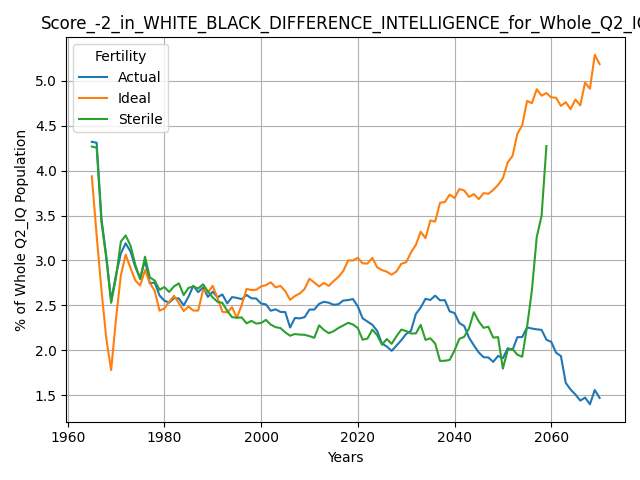 Score_-2_in_WHITE_BLACK_DIFFERENCE_INTELLIGENCE_for_Whole_Q2_IQ
Fertility
Actual
Ideal
Sterile
% of Whole Q2_IQ Population
5.0
4.5
4.0
3.5
3.0
2.5
2.0
1.5
1960
1980
2000
2020
2040
2060
Years